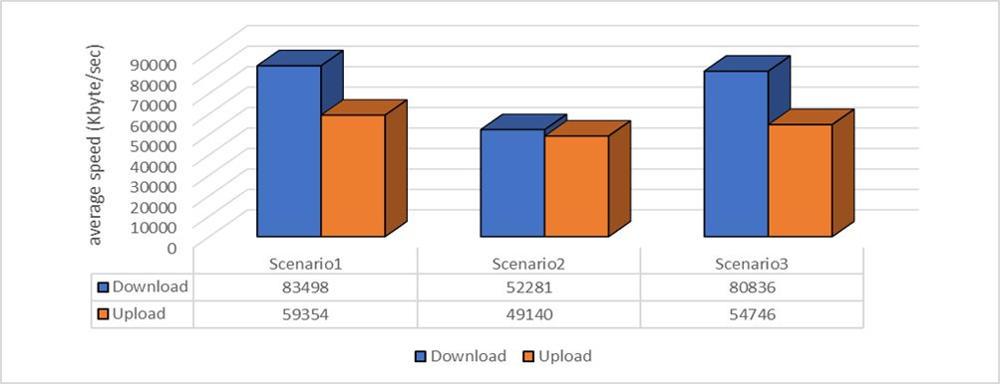 average speed (Kbyte/sec)
90000
80000
70000
60000
50000
40000
30000
20000
10000
0
Scenario1 Scenario2 Scenario3
Download 83498 52281 80836
Upload 59354 49140 54746
Download Upload